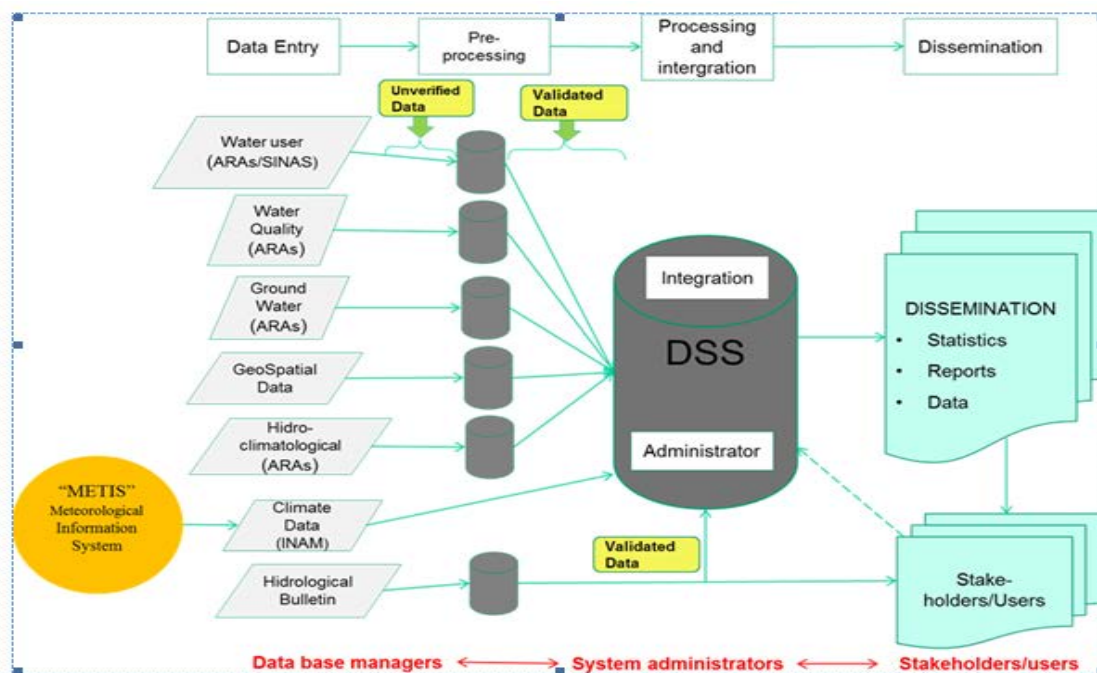 Data Entry
Pre-
processing
Processing
and
intergration
Dissemination
Unverified
Data
Validated
Data
Water user
(ARAs/SINAS)
Water
Quality
(ARAs)
Ground
Water
(ARAs)
GeoSpatial
Data
Hidro-
climatological
(ARAs)
“METIS”
Meteorological
Information
System
Climate
Data
(INAM)
Hidrological
Bulletin
Integration
DSS
Administrator
Validated
Data
DISSEMINATION
• Statistics
• Reports
• Data
Stake-
holders/Users
Data base managers
System administrators
Stakeholders/users